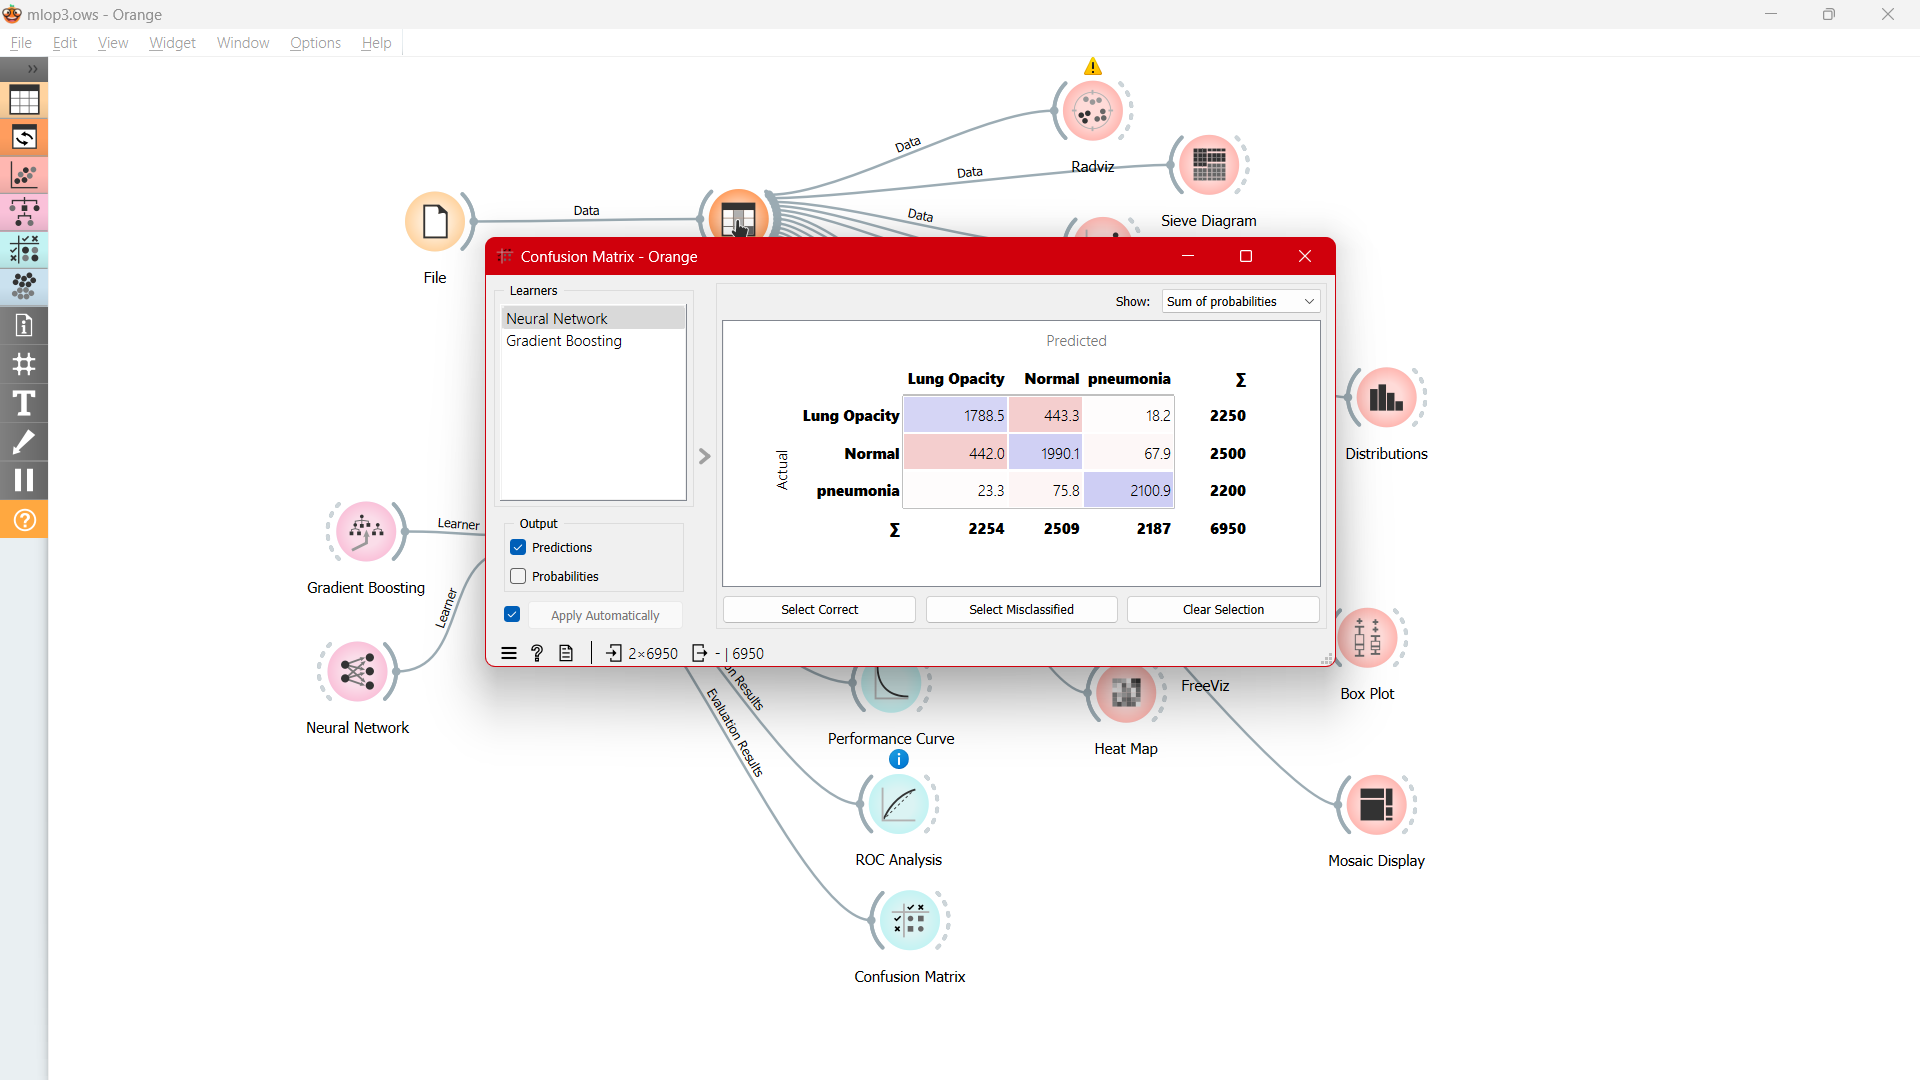 mlop3.ows - Orange
File Edit View Widget Window Options Help
Data
Radviz
Data
Sieve Diagram
Data
Data
File
Confusion Matrix - Orange
Learners
Neural Network
Gradient Boosting
Show: Sum of probabilities
Predicted
Lung Opacity Normal pneumonia Σ
Lung Opacity 1788.5 443.3 18.2 2250
Actual
Normal 442.0 1990.1 67.9 2500
pneumonia 23.3 75.8 2100.9 2200
Σ 2254 2509 2187 6950
Output
Predictions
Probabilities
Apply Automatically
Select Correct
Select Misclassified
Clear Selection
2×6950 - | 6950
Distributions
Learner
Gradient Boosting
Learner
Neural Network
on Results
Evaluation Results
Performance Curve
ROC Analysis
Confusion Matrix
FreeViz
Heat Map
Box Plot
Mosaic Display